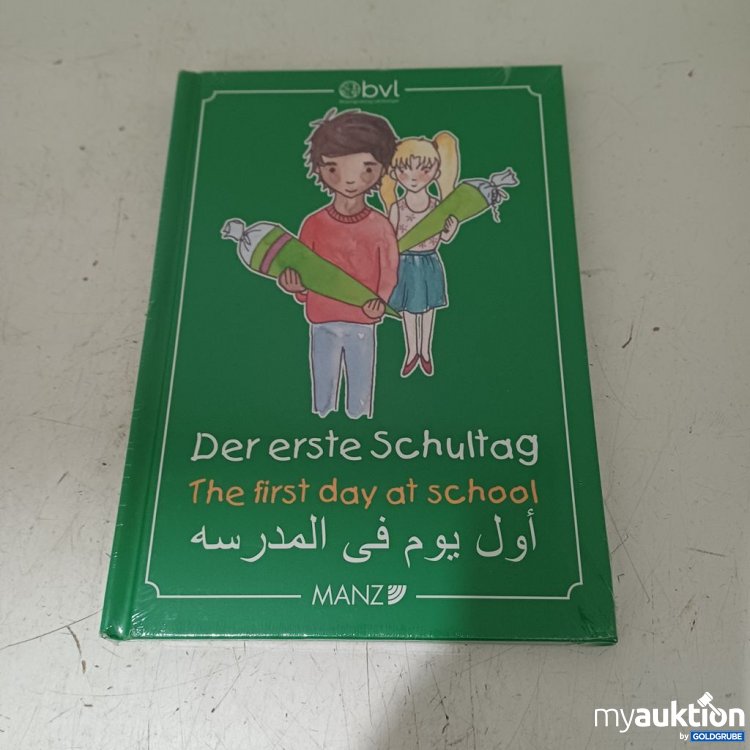 bvl
Der erste Schultag
The first day at school
أول يوم فى المدرسه
MANZ
myauktion
by GOLDGRUBE